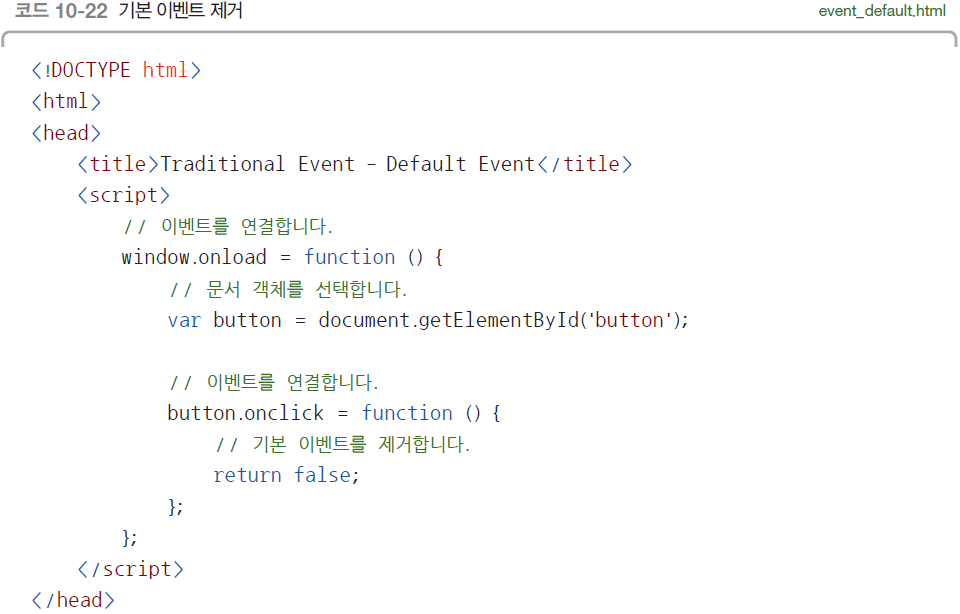 코드 10-22 기본 이벤트 제거 event_default.html
<!DOCTYPE html>
<html>
<head>
    <title>Traditional Event - Default Event</title>
    <script>
        // 이벤트를 연결합니다.
        window.onload = function () {
            // 문서 객체를 선택합니다.
            var button = document.getElementById('button');

            // 이벤트를 연결합니다.
            button.onclick = function () {
                // 기본 이벤트를 제거합니다.
                return false;
            };
        };
    </script>
</head>